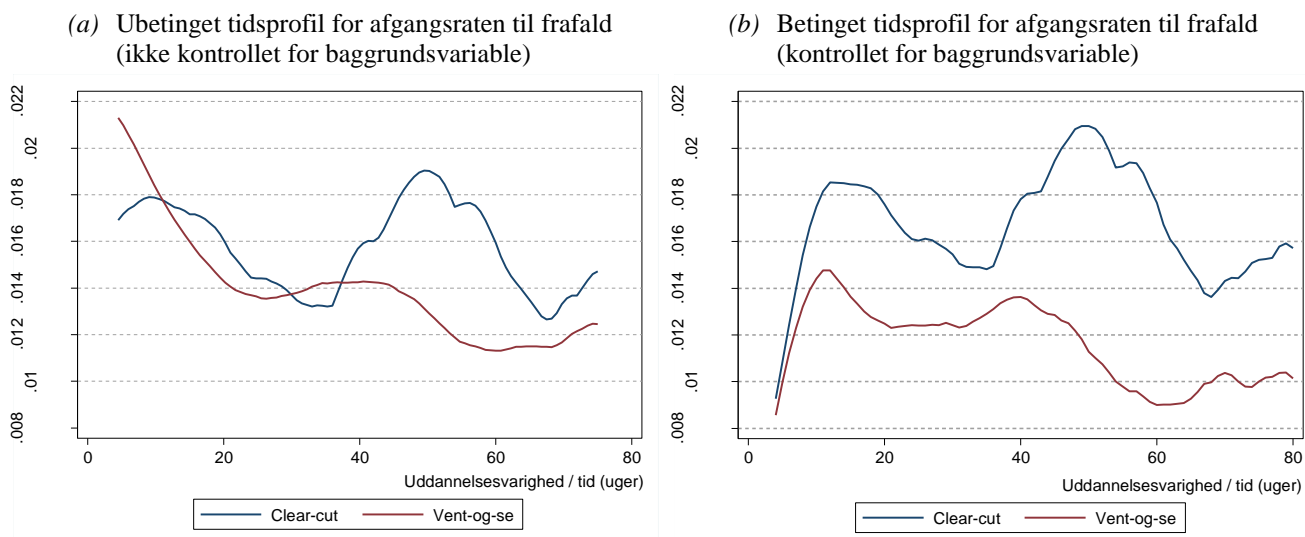 (a) Ubetinget tidsprofil for afgangsraten til frafald
(ikke kontrollet for baggrundsvariable)
.022
.02
.018
.016
.014
.012
.01
.008
0 20 40 60 80
Uddannelsesvarighed / tid (uger)
Clear-cut Vent-og-se
(b) Betinget tidsprofil for afgangsraten til frafald
(kontrollet for baggrundsvariable)
.022
.02
.018
.016
.014
.012
.01
.008
0 20 40 60 80
Uddannelsesvarighed / tid (uger)
Clear-cut Vent-og-se